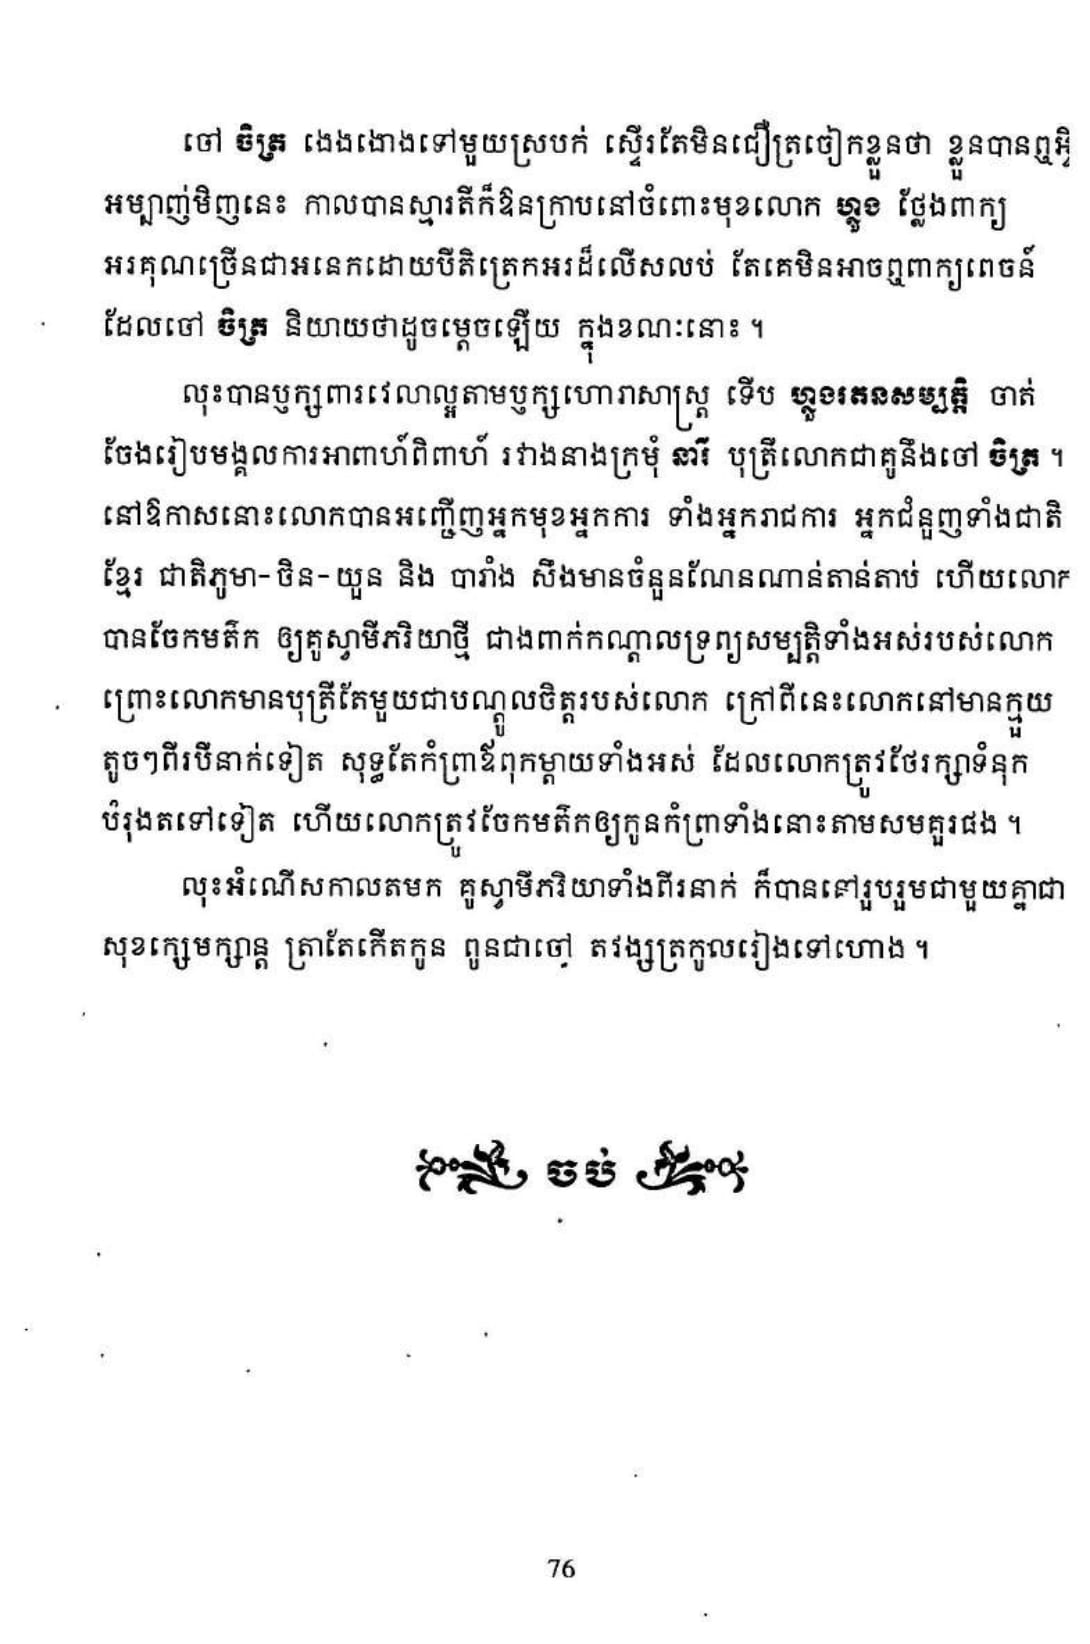 ចៅ ចិត្រ ងេងងោងទៅមួយស្របក់ ស្ទើរតែមិនជឿត្រចៀកខ្លួនថា ខ្លួនបានឮអ្វី
អម្បាញ់មិញនេះ កាលបានស្មារតីក៏ឱនក្រាបនៅចំពោះមុខលោក ហ្លួង ថ្លែងពាក្យ
អរគុណច្រើនជាអនេកដោយបីតិត្រេកអរដ៏លើសលប់ តែគេមិនអាចឮពាក្យពេចន៍
ដែលចៅ ចិត្រ និយាយថាដូចម្ដេចឡើយ ក្នុងខណៈនោះ ។
លុះបានឫក្សពារវេលាល្អតាមឫក្សហោរាសាស្ត្រ ទើប ហ្លួងរតនសម្បត្តិ ចាត់
ចែងរៀបមង្គលការអាពាហ៍ពិពាហ៍ រវាងនាងក្រមុំ នារី បុត្រីលោកជាគូនឹងចៅ ចិត្រ ។
នៅឱកាសនោះលោកបានអញ្ជើញអ្នកមុខអ្នកការ ទាំងអ្នករាជការ អ្នកជំនួញទាំងជាតិ
ខ្មែរ ជាតិភូមា-ចិន-យួន និង បារាំង សឹងមានចំនួនណែនណាន់តាន់តាប់ ហើយលោក
បានចែកមត៌ក ឲ្យគូស្វាមីភរិយាថ្មី ជាងពាក់កណ្ដាលទ្រព្យសម្បត្តិទាំងអស់របស់លោក
ព្រោះលោកមានបុត្រីតែមួយជាបណ្ដូលចិត្តរបស់លោក ក្រៅពីនេះលោកនៅមានក្មួយ
តូចៗពីរបីនាក់ទៀត សុទ្ធតែកំព្រាឪពុកម្ដាយទាំងអស់ ដែលលោកត្រូវថែរក្សាទំនុក
បំរុងតទៅទៀត ហើយលោកត្រូវចែកមត៌កឲ្យកូនកំព្រាទាំងនោះតាមសមគួរផង ។
លុះអំណើសកាលតមក គូស្វាមីភរិយាទាំងពីរនាក់ ក៏បាននៅរួបរួមជាមួយគ្នាជា
សុខក្សេមក្សាន្ត ត្រាតែកើតកូន ពូនជាចៅ តវង្សត្រកូលរៀងទៅហោង ។
ចប់
76